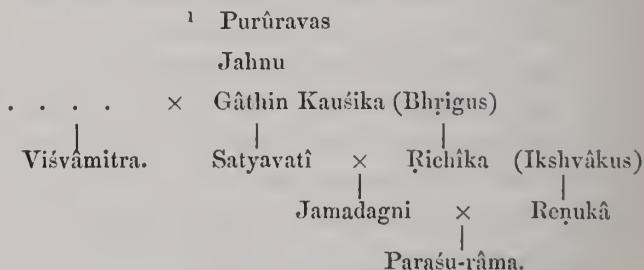 ¹ Purûravas
Jahnu
. . . . × Gâthin Kauśika (Bhṛigus)
Viśvâmitra. Satyavatî × Ṛichîka (Ikshvâkus)
Jamadagni × Reṇukâ
Paraśu-râma.